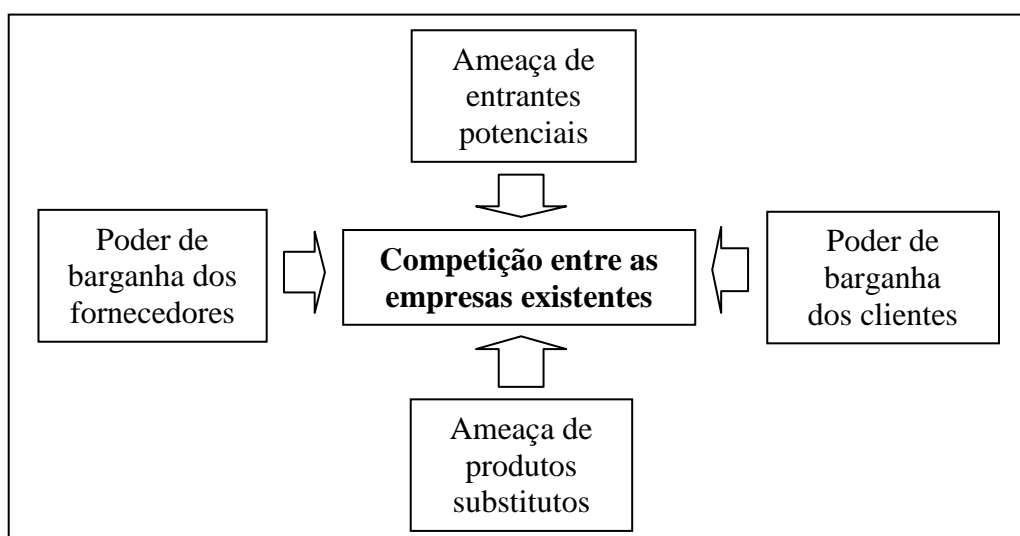 Ameaça de
entrantes
potenciais
Poder de
barganha dos
fornecedores
Competição entre as
empresas existentes
Poder de
barganha
dos clientes
Ameaça de
produtos
substitutos